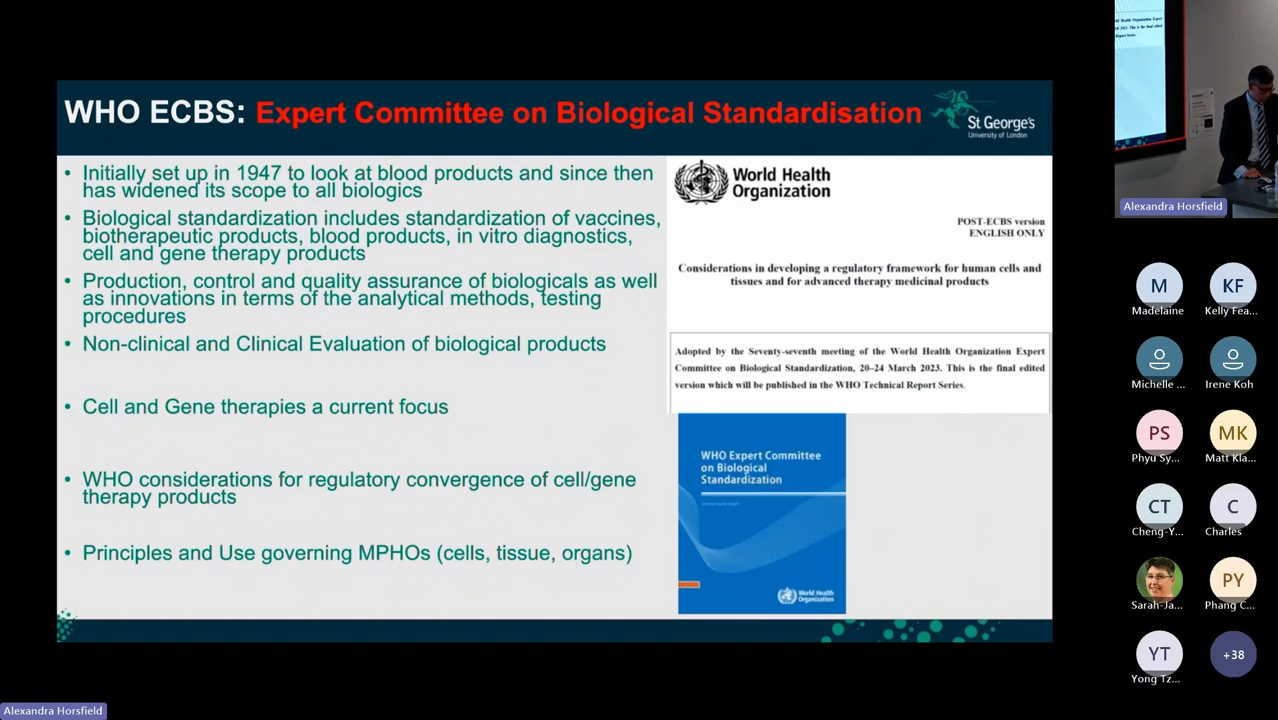 WHO ECBS: Expert Committee on Biological Standardisation
St George's
University of London
• Initially set up in 1947 to look at blood products and since then
has widened its scope to all biologics
• Biological standardization includes standardization of vaccines,
biotherapeutic products, blood products, in vitro diagnostics,
cell and gene therapy products
• Production, control and quality assurance of biologicals as well
as innovations in terms of the analytical methods, testing
procedures
• Non-clinical and Clinical Evaluation of biological products
• Cell and Gene therapies a current focus
• WHO considerations for regulatory convergence of cell/gene
therapy products
• Principles and Use governing MPHOs (cells, tissue, organs)
World Health
Organization
POST-ECBS version
ENGLISH ONLY
Considerations in developing a regulatory framework for human cells and
tissues and for advanced therapy medicinal products
Adopted by the Seventy-seventh meeting of the World Health Organization Expert
Committee on Biological Standardization, 20–24 March 2023. This is the final edited
version which will be published in the WHO Technical Report Series.
WHO Expert Committee
on Biological
Standardization
World Health
Organization
Alexandra Horsfield
M
Madelaine
KF
Kelly Fea...
Michelle ...
Irene Koh
PS
Phyu Sy...
MK
Matt Kla...
CT
Cheng-Y...
C
Charles
Sarah-Ja...
PY
Phang C...
YT
Yong Tz...
+38
Alexandra Horsfield